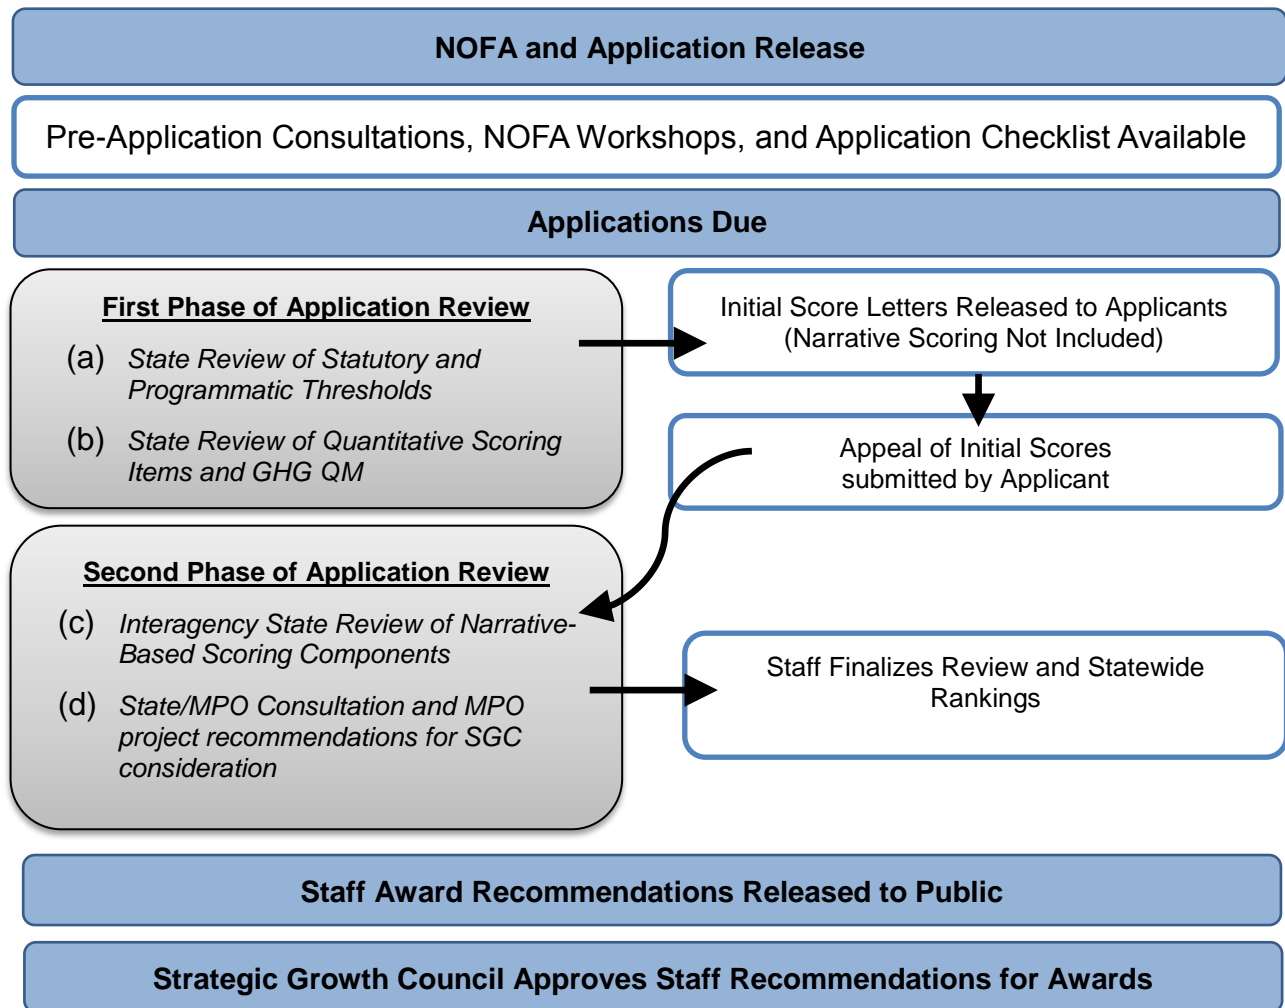 NOFA and Application Release
Pre-Application Consultations, NOFA Workshops, and Application Checklist Available
Applications Due
First Phase of Application Review
(a) State Review of Statutory and
Programmatic Thresholds
(b) State Review of Quantitative Scoring
Items and GHG QM
Initial Score Letters Released to Applicants
(Narrative Scoring Not Included)
Appeal of Initial Scores
submitted by Applicant
Second Phase of Application Review
(c) Interagency State Review of Narrative-
Based Scoring Components
(d) State/MPO Consultation and MPO
project recommendations for SGC
consideration
Staff Finalizes Review and Statewide
Rankings
Staff Award Recommendations Released to Public
Strategic Growth Council Approves Staff Recommendations for Awards